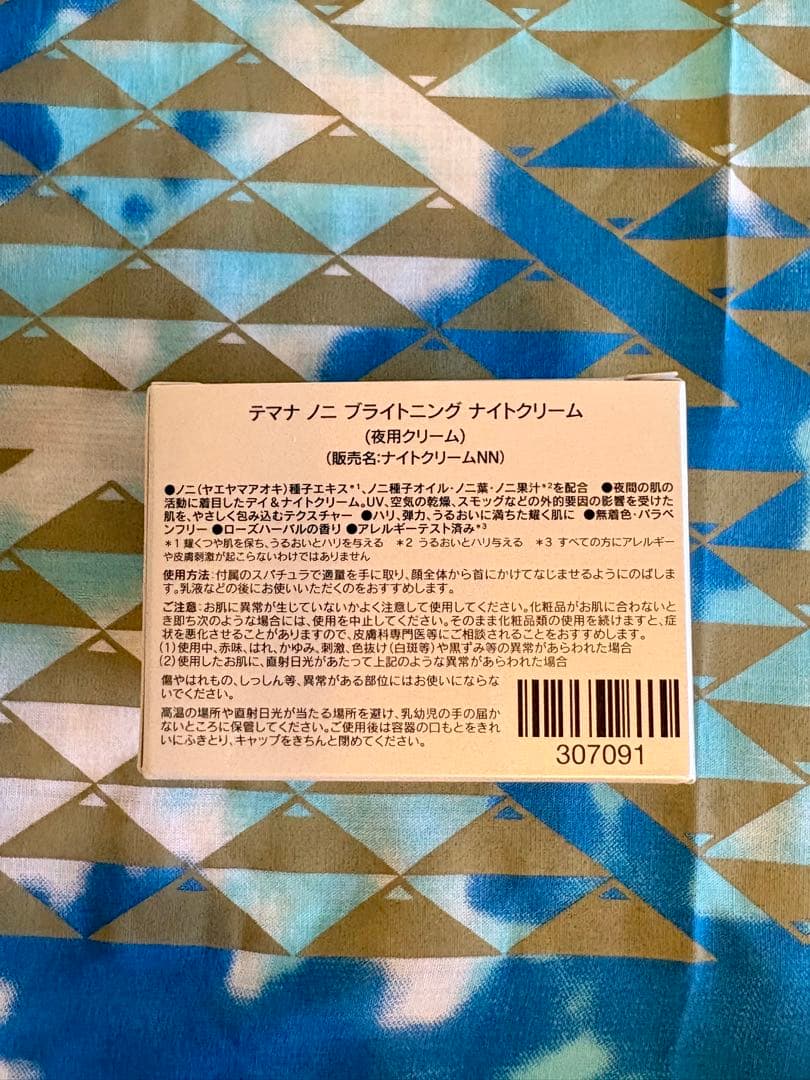 テマナ ノニ ブライトニング ナイトクリーム
(夜用クリーム)
(販売名:ナイトクリームNN)
●ノニ(ヤエヤマアオキ)種子エキス*1、ノニ種子オイル・ノニ葉・ノニ果汁*2を配合 ●夜間の肌の
活動に着目したデイ&ナイトクリーム。UV、空気の乾燥、スモッグなどの外的要因の影響を受けた
肌を、やさしく包み込むテクスチャー ●ハリ、弾力、うるおいに満ちた耀く肌に ●無着色・パラベ
ンフリー ●ローズハーバルの香り ●アレルギーテスト済み*3
*1 耀くつや肌を保ち、うるおいとハリを与える *2 うるおいとハリ与える *3 すべての方にアレルギー
や皮膚刺激が起こらないわけではありません
使用方法:付属のスパチュラで適量を手に取り、顔全体から首にかけてなじませるようにのばしま
す。乳液などの後にお使いいただくのをおすすめします。
ご注意:お肌に異常が生じていないかよく注意して使用してください。化粧品がお肌に合わないと
き即ち次のような場合には、使用を中止してください。そのまま化粧品類の使用を続けますと、症
状を悪化させることがありますので、皮膚科専門医等にご相談されることをおすすめします。
(1)使用中、赤味、はれ、かゆみ、刺激、色抜け(白斑等)や黒ずみ等の異常があらわれた場合
(2)使用したお肌に、直射日光があたって上記のような異常があらわれた場合
傷やはれもの、しっしん等、異常がある部位にはお使いにならな
いでください。
高温の場所や直射日光が当たる場所を避け、乳幼児の手の届か
ないところに保管してください。ご使用後は容器の口もとをきれ
いにふきとり、キャップをきちんと閉めてください。
307091